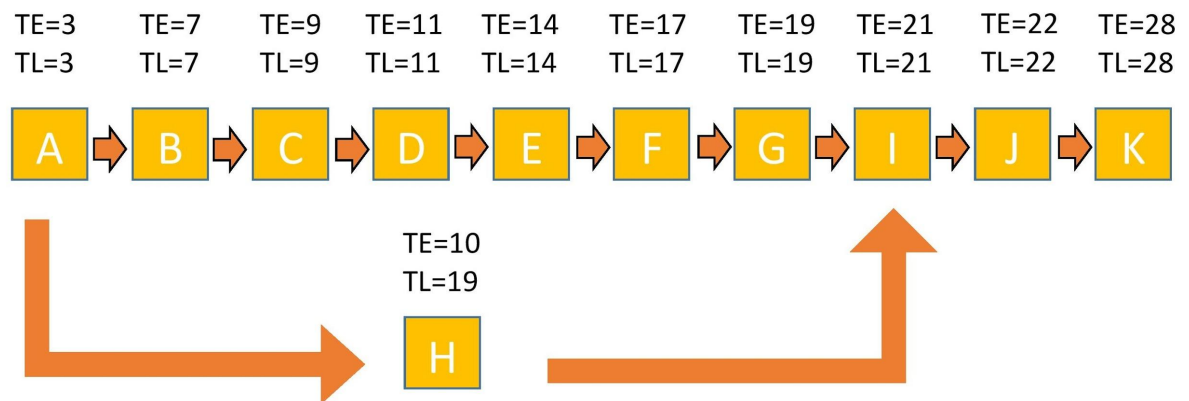 TE=3 TE=7 TE=9 TE=11 TE=14 TE=17 TE=19 TE=21 TE=22 TE=28
TL=3 TL=7 TL=9 TL=11 TL=14 TL=17 TL=19 TL=21 TL=22 TL=28
A B C D E F G I J K
TE=10
TL=19
H